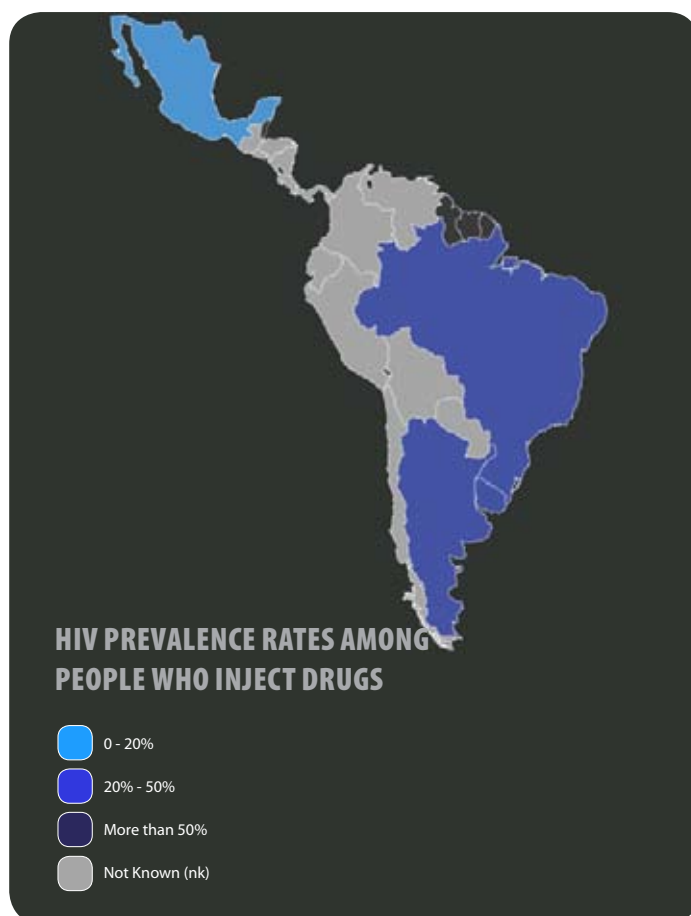 HIV PREVALENCE RATES AMONG
PEOPLE WHO INJECT DRUGS
0 - 20%
20% - 50%
More than 50%
Not Known (nk)